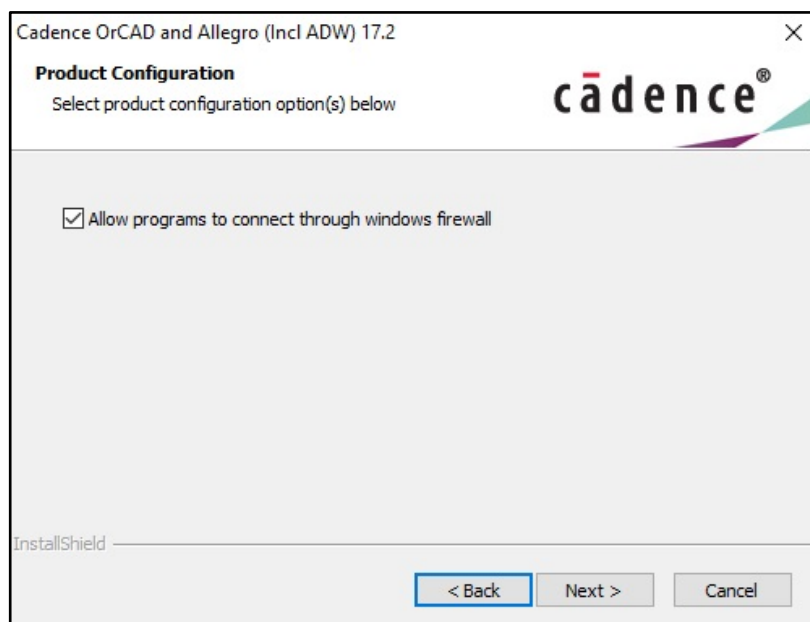 Cadence OrCAD and Allegro (Incl ADW) 17.2
Product Configuration
Select product configuration option(s) below
cādence®
Allow programs to connect through windows firewall
InstallShield
< Back
Next >
Cancel